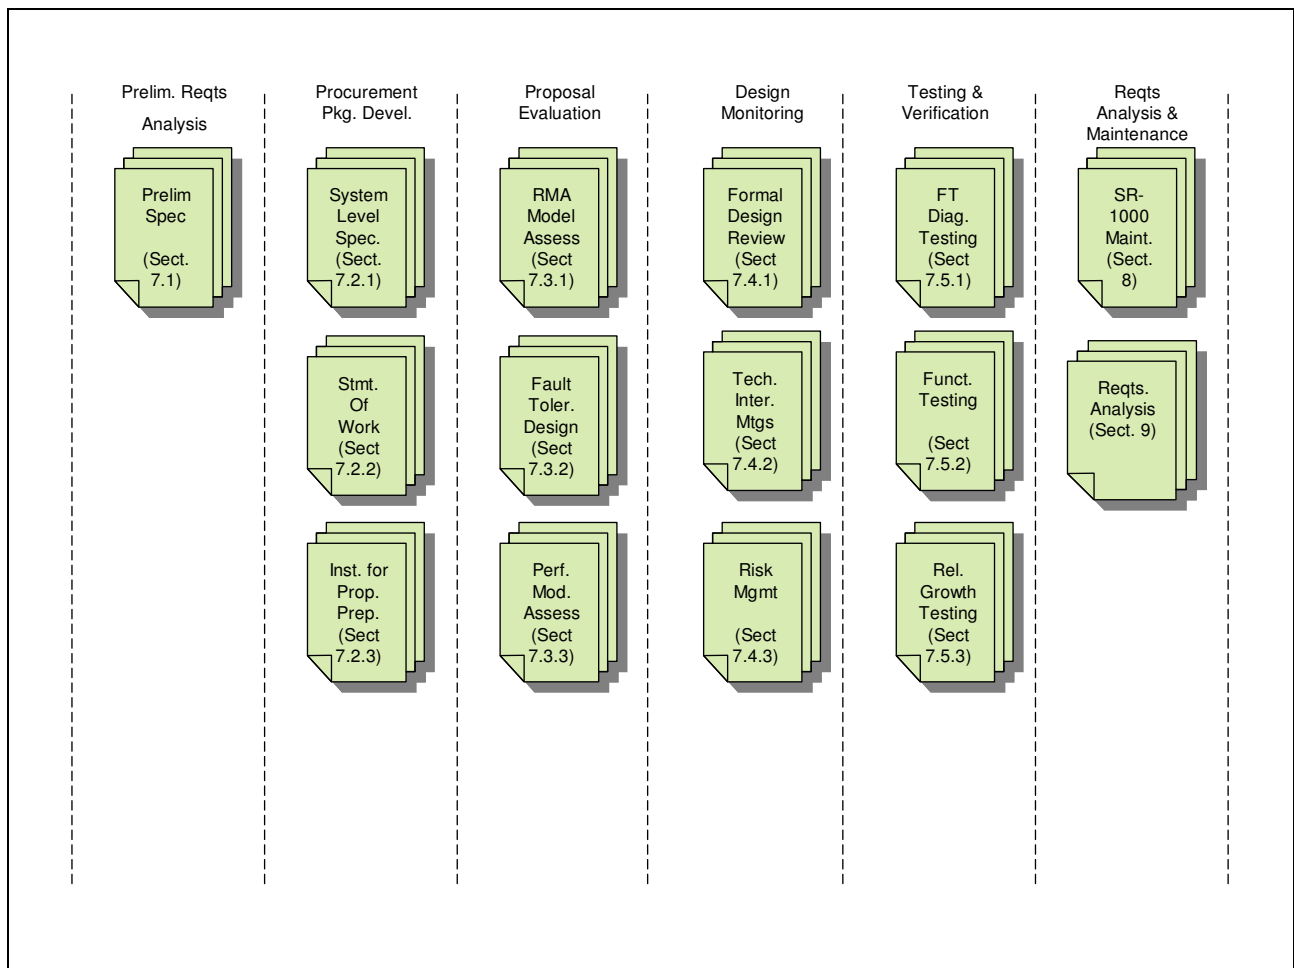 Prelim. Reqts
Analysis
Procurement
Pkg. Devel.
Proposal
Evaluation
Design
Monitoring
Testing &
Verification
Reqts
Analysis &
Maintenance
Prelim
Spec
(Sect.
7.1)
System
Level
Spec.
(Sect.
7.2.1)
RMA
Model
Assess
(Sect
7.3.1)
Formal
Design
Review
(Sect
7.4.1)
FT
Diag.
Testing
(Sect
7.5.1)
SR-
1000
Maint.
(Sect.
8)
Stmt.
Of
Work
(Sect
7.2.2)
Fault
Toler.
Design
(Sect
7.3.2)
Tech.
Inter.
Mtgs
(Sect
7.4.2)
Funct.
Testing
(Sect
7.5.2)
Reqts.
Analysis
(Sect. 9)
Inst. for
Prop.
Prep.
(Sect
7.2.3)
Perf.
Mod.
Assess
(Sect
7.3.3)
Risk
Mgmt
(Sect
7.4.3)
Rel.
Growth
Testing
(Sect
7.5.3)